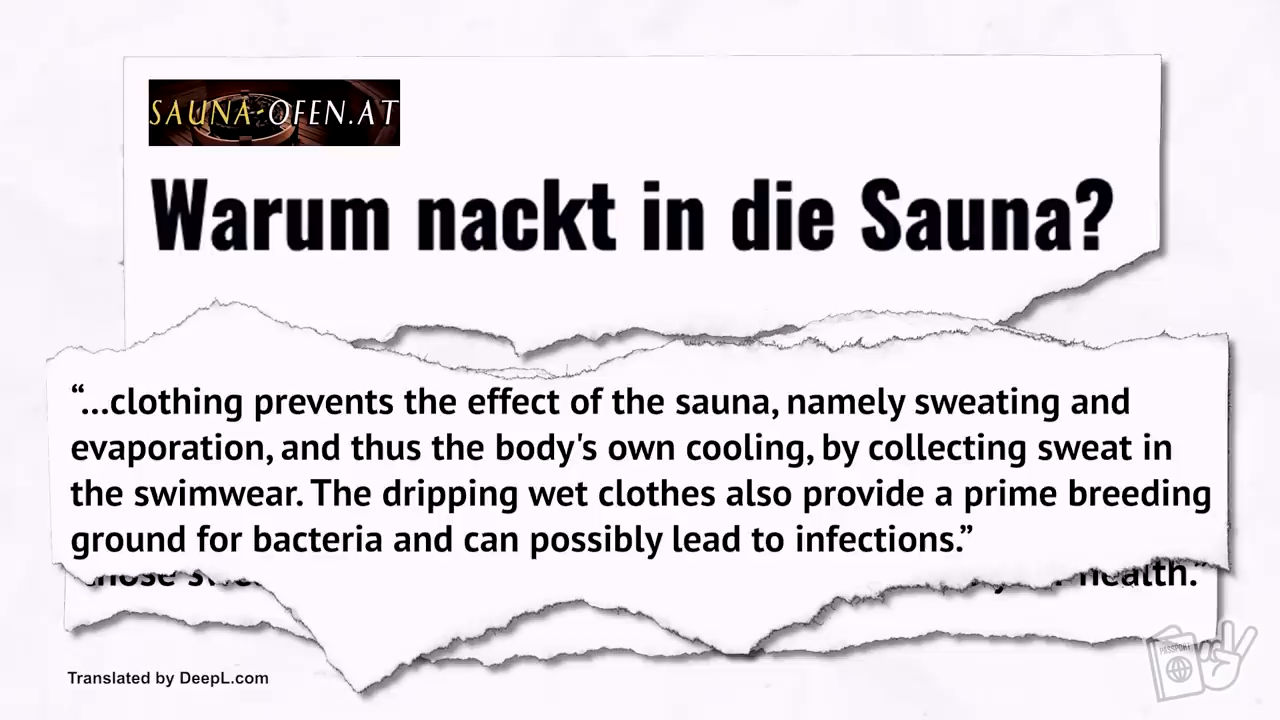 SAUNA-OFEN.AT
Warum nackt in die Sauna?
“...clothing prevents the effect of the sauna, namely sweating and
evaporation, and thus the body's own cooling, by collecting sweat in
the swimwear. The dripping wet clothes also provide a prime breeding
ground for bacteria and can possibly lead to infections.”
health.”
Translated by DeepL.com
PASSPORT